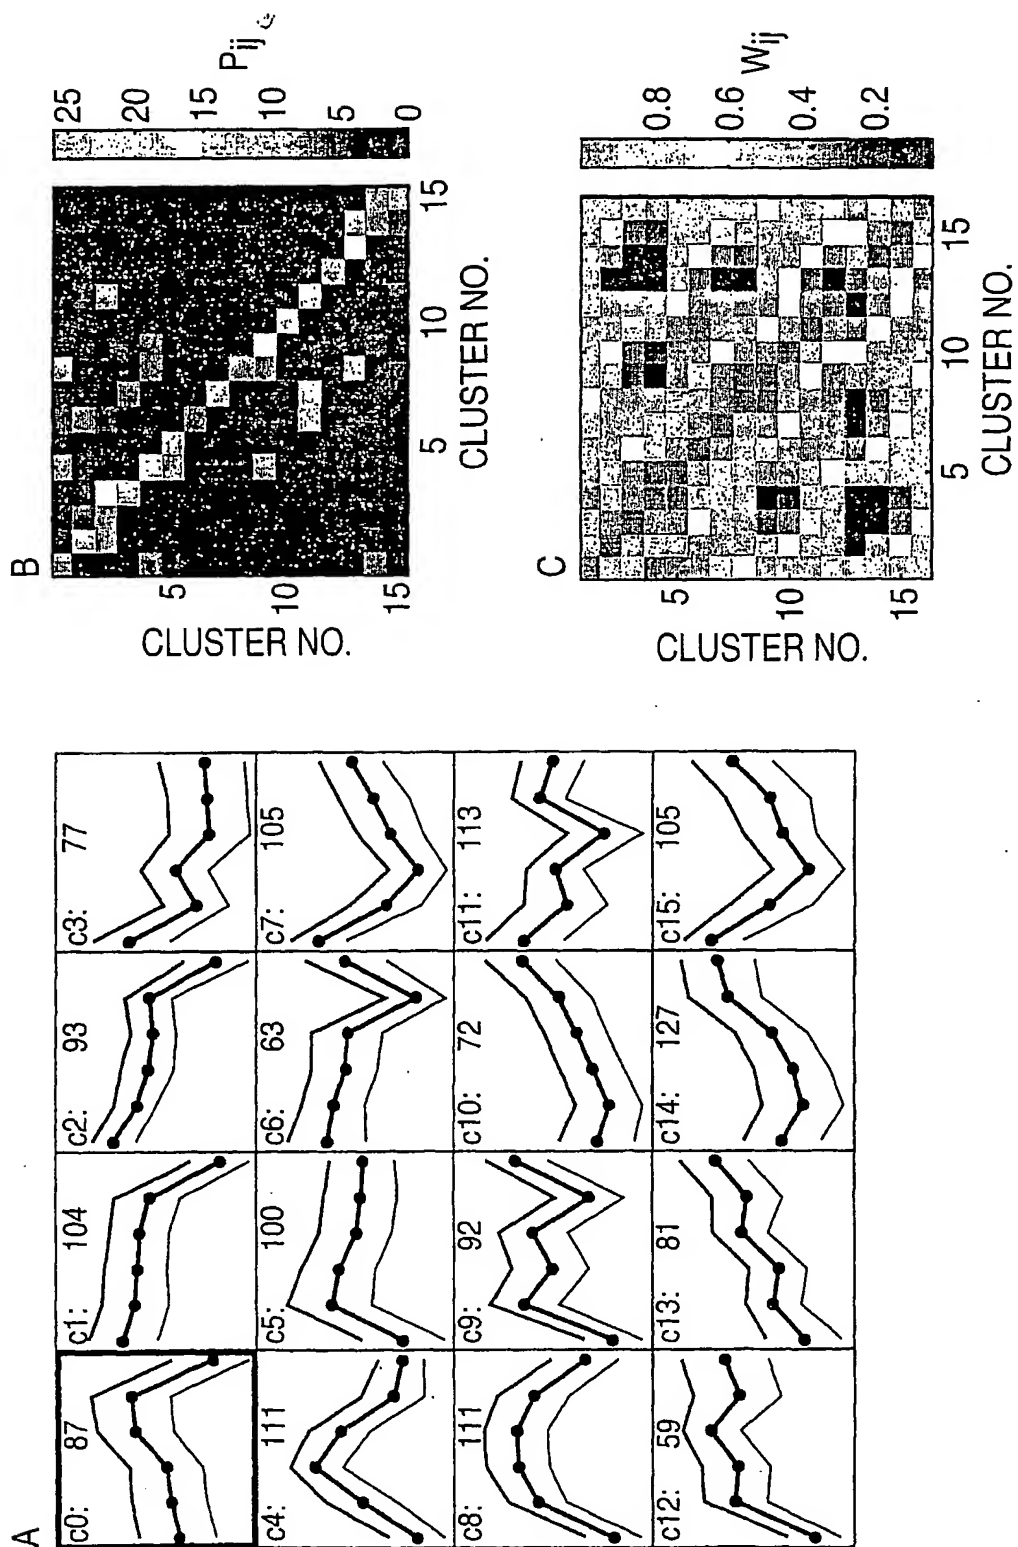 A
c0: 87
c1: 104
c2: 93
c3: 77
c4: 111
c5: 100
c6: 63
c7: 105
c8: 111
c9: 92
c10: 72
c11: 113
c12: 59
c13: 81
c14: 127
c15: 105
B
CLUSTER NO.
5
10
15
5
10
15
CLUSTER NO.
25
20
15
10
5
0
Pij
C
CLUSTER NO.
5
10
15
5
10
15
CLUSTER NO.
0.8
0.6
0.4
0.2
Wij